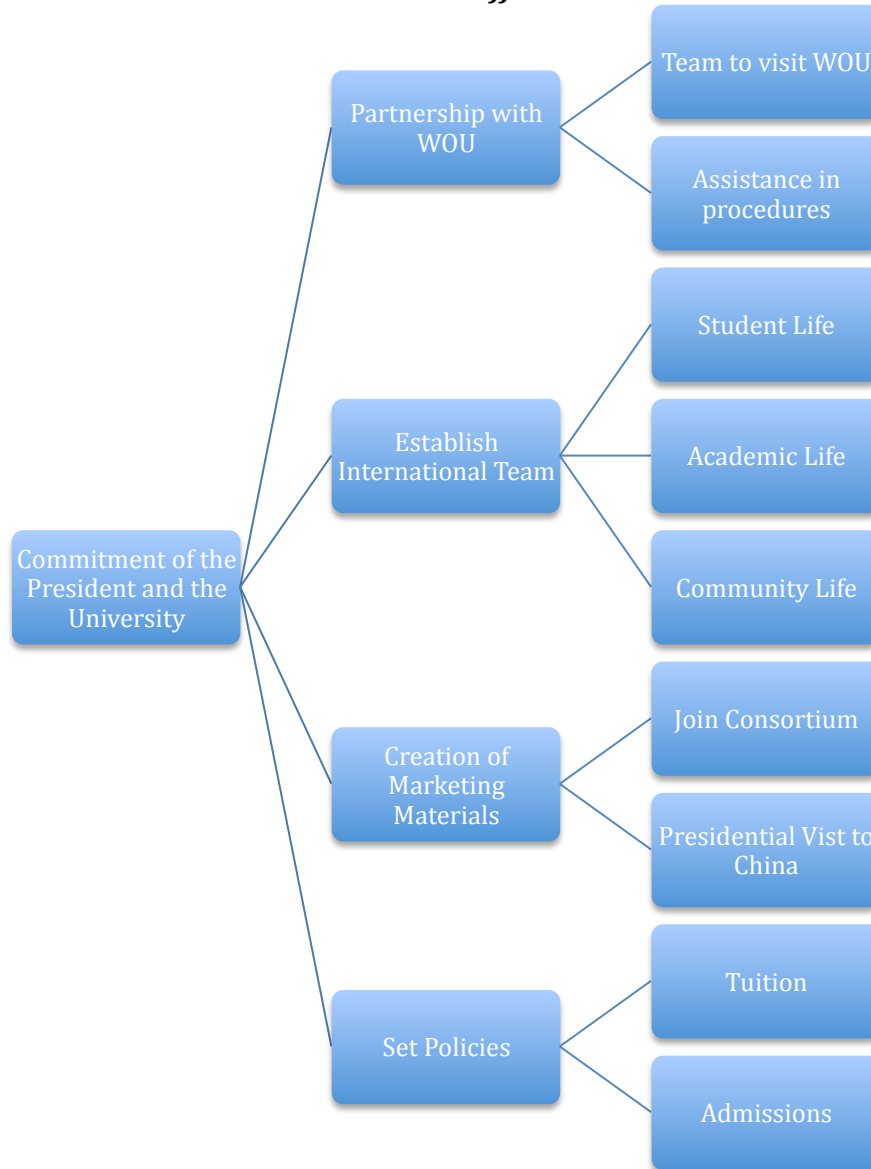 Team to visit WOU
Partnership with
WOU
Assistance in
procedures
Student Life
Establish
International Team
Academic Life
Commitment of the
President and the
University
Community Life
Join Consortium
Creation of
Marketing
Materials
Presidential Vist to
China
Tuition
Set Policies
Admissions